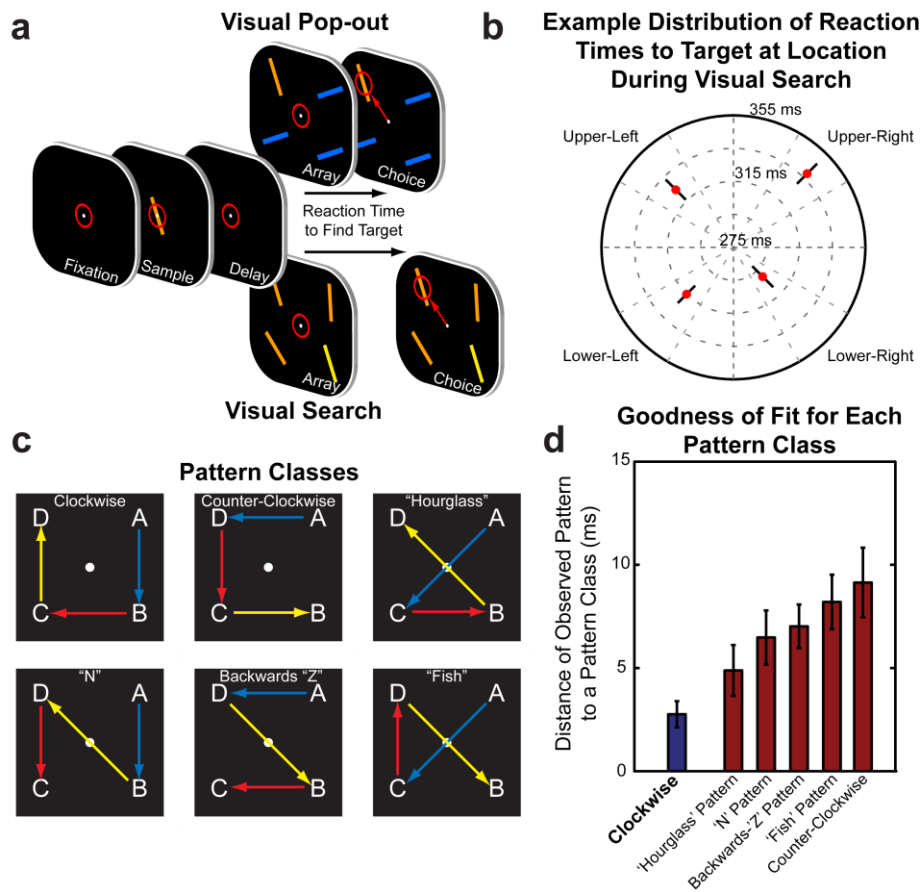 a
Visual Pop-out
Array
Choice
Fixation
Sample
Delay
Reaction Time
to Find Target
Array
Choice
Visual Search
b
Example Distribution of Reaction
Times to Target at Location
During Visual Search
355 ms
Upper-Left
Upper-Right
315 ms
275 ms
Lower-Left
Lower-Right
c
Pattern Classes
Clockwise
D A
C B
Counter-Clockwise
D A
C B
"Hourglass"
D A
C B
"N"
D A
C B
Backwards "Z"
D A
C B
"Fish"
D A
C B
d
Goodness of Fit for Each
Pattern Class
Distance of Observed Pattern
to a Pattern Class (ms)
15
10
5
0
Clockwise
'Hourglass' Pattern
'N' Pattern
Backwards-'Z' Pattern
'Fish' Pattern
Counter-Clockwise